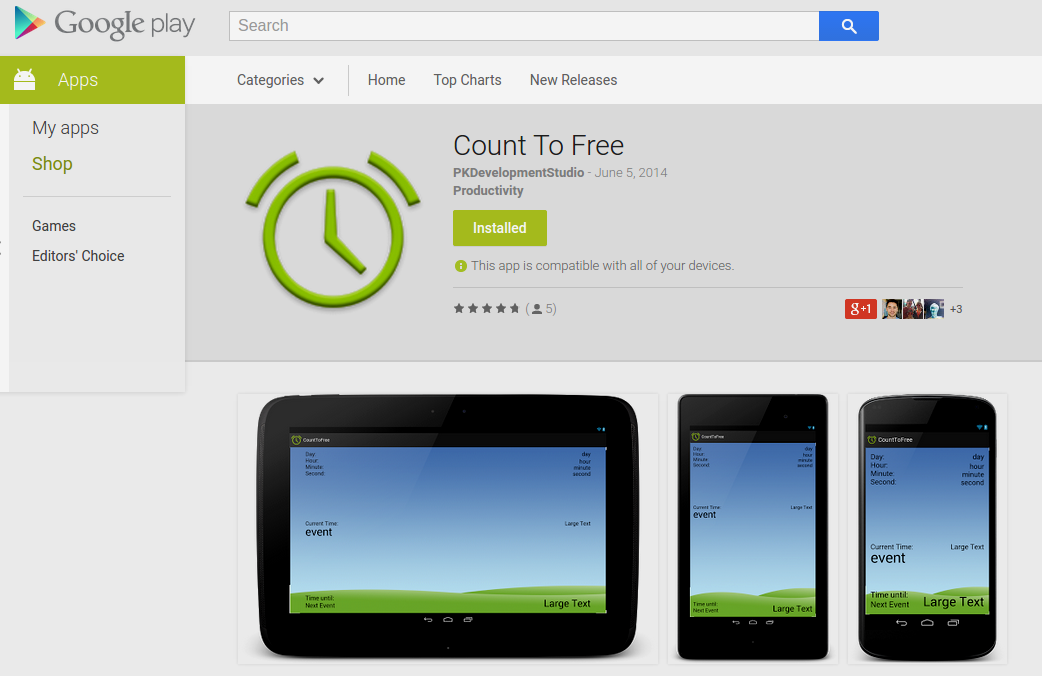 Google play
Search
Apps
Categories
Home
Top Charts
New Releases
My apps
Shop
Games
Editors' Choice
Count To Free
PKDevelopmentStudio - June 5, 2014
Productivity
Installed
This app is compatible with all of your devices.
( 5)
g+1
+3
CountToFree
Day: day
Hour: hour
Minute: minute
Second: second
Current Time: Large Text
event
Time until:
Next Event Large Text
CountToFree
Day: day
Hour: hour
Minute: minute
Second: second
Current Time: Large Text
event
Time until:
Next Event Large Text
CountToFree
Day: day
Hour: hour
Minute: minute
Second: second
Current Time: Large Text
event
Time until:
Next Event Large Text